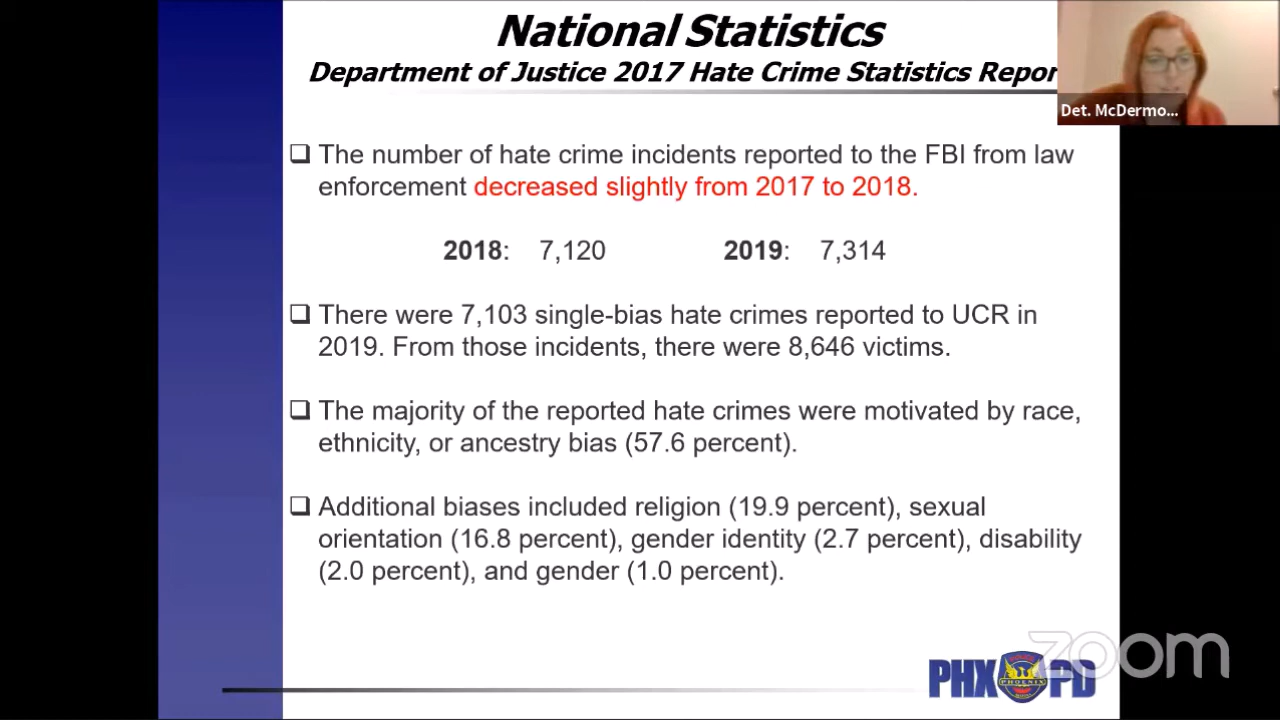 National Statistics
Department of Justice 2017 Hate Crime Statistics Repor
Det. McDermo...
❑ The number of hate crime incidents reported to the FBI from law
enforcement decreased slightly from 2017 to 2018.
2018: 7,120 2019: 7,314
❑ There were 7,103 single-bias hate crimes reported to UCR in
2019. From those incidents, there were 8,646 victims.
❑ The majority of the reported hate crimes were motivated by race,
ethnicity, or ancestry bias (57.6 percent).
❑ Additional biases included religion (19.9 percent), sexual
orientation (16.8 percent), gender identity (2.7 percent), disability
(2.0 percent), and gender (1.0 percent).
zoom
PHX PHOENIX PD